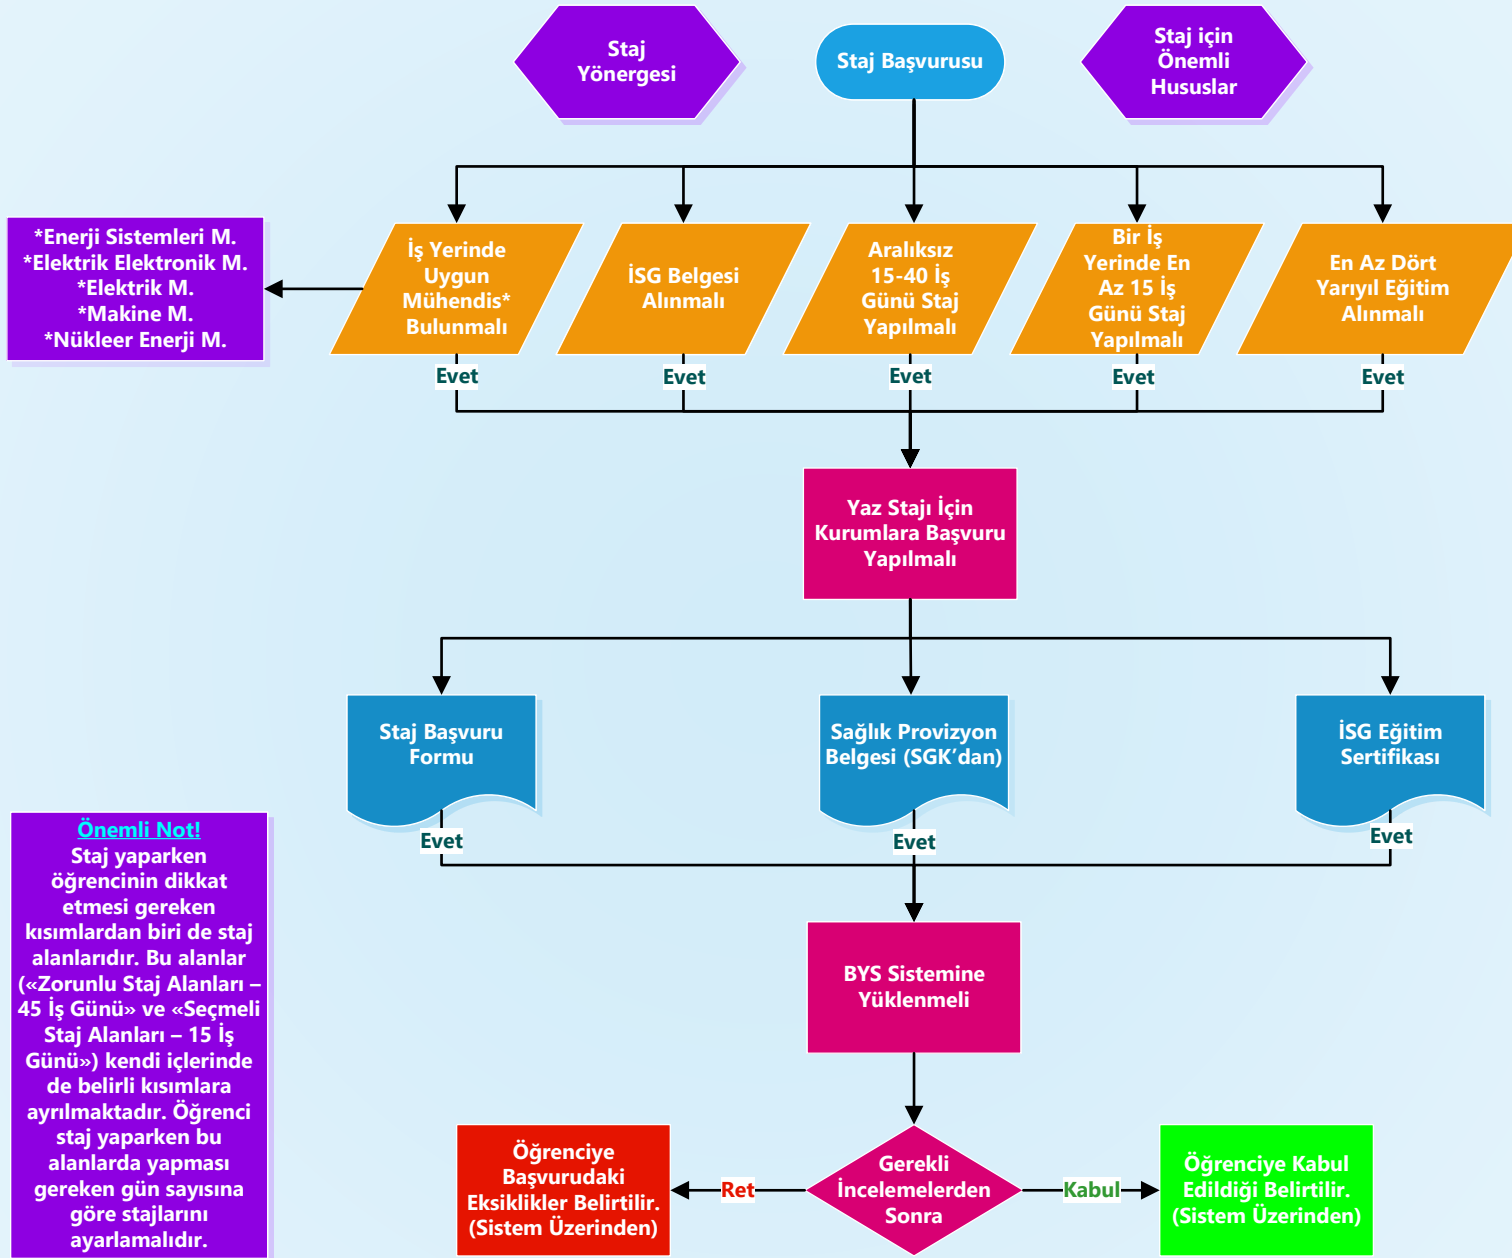 Staj
Yönergesi
Staj Başvurusu
Staj için
Önemli
Hususlar
*Enerji Sistemleri M.
*Elektrik Elektronik M.
*Elektrik M.
*Makine M.
*Nükleer Enerji M.
İş Yerinde
Uygun
Mühendis*
Bulunmalı
İSG Belgesi
Alınmalı
Aralıksız
15-40 İş
Günü Staj
Yapılmalı
Bir İş
Yerinde En
Az 15 İş
Günü Staj
Yapılmalı
En Az Dört
Yarıyıl Eğitim
Alınmalı
Evet
Evet
Evet
Evet
Evet
Yaz Stajı İçin
Kurumlara Başvuru
Yapılmalı
Staj Başvuru
Formu
Sağlık Provizyon
Belgesi (SGK’dan)
İSG Eğitim
Sertifikası
Evet
Evet
Evet
Önemli Not!
Staj yaparken
öğrencinin dikkat
etmesi gereken
kısımlardan biri de staj
alanlarıdır. Bu alanlar
(«Zorunlu Staj Alanları –
45 İş Günü» ve «Seçmeli
Staj Alanları – 15 İş
Günü») kendi içlerinde
de belirli kısımlara
ayrılmaktadır. Öğrenci
staj yaparken bu
alanlarda yapması
gereken gün sayısına
göre stajlarını
ayarlamalıdır.
BYS Sistemine
Yüklenmeli
Öğrenciye
Başvurudaki
Eksiklikler Belirtilir.
(Sistem Üzerinden)
Ret
Gerekli
İncelemelerden
Sonra
Kabul
Öğrenciye Kabul
Edildiği Belirtilir.
(Sistem Üzerinden)